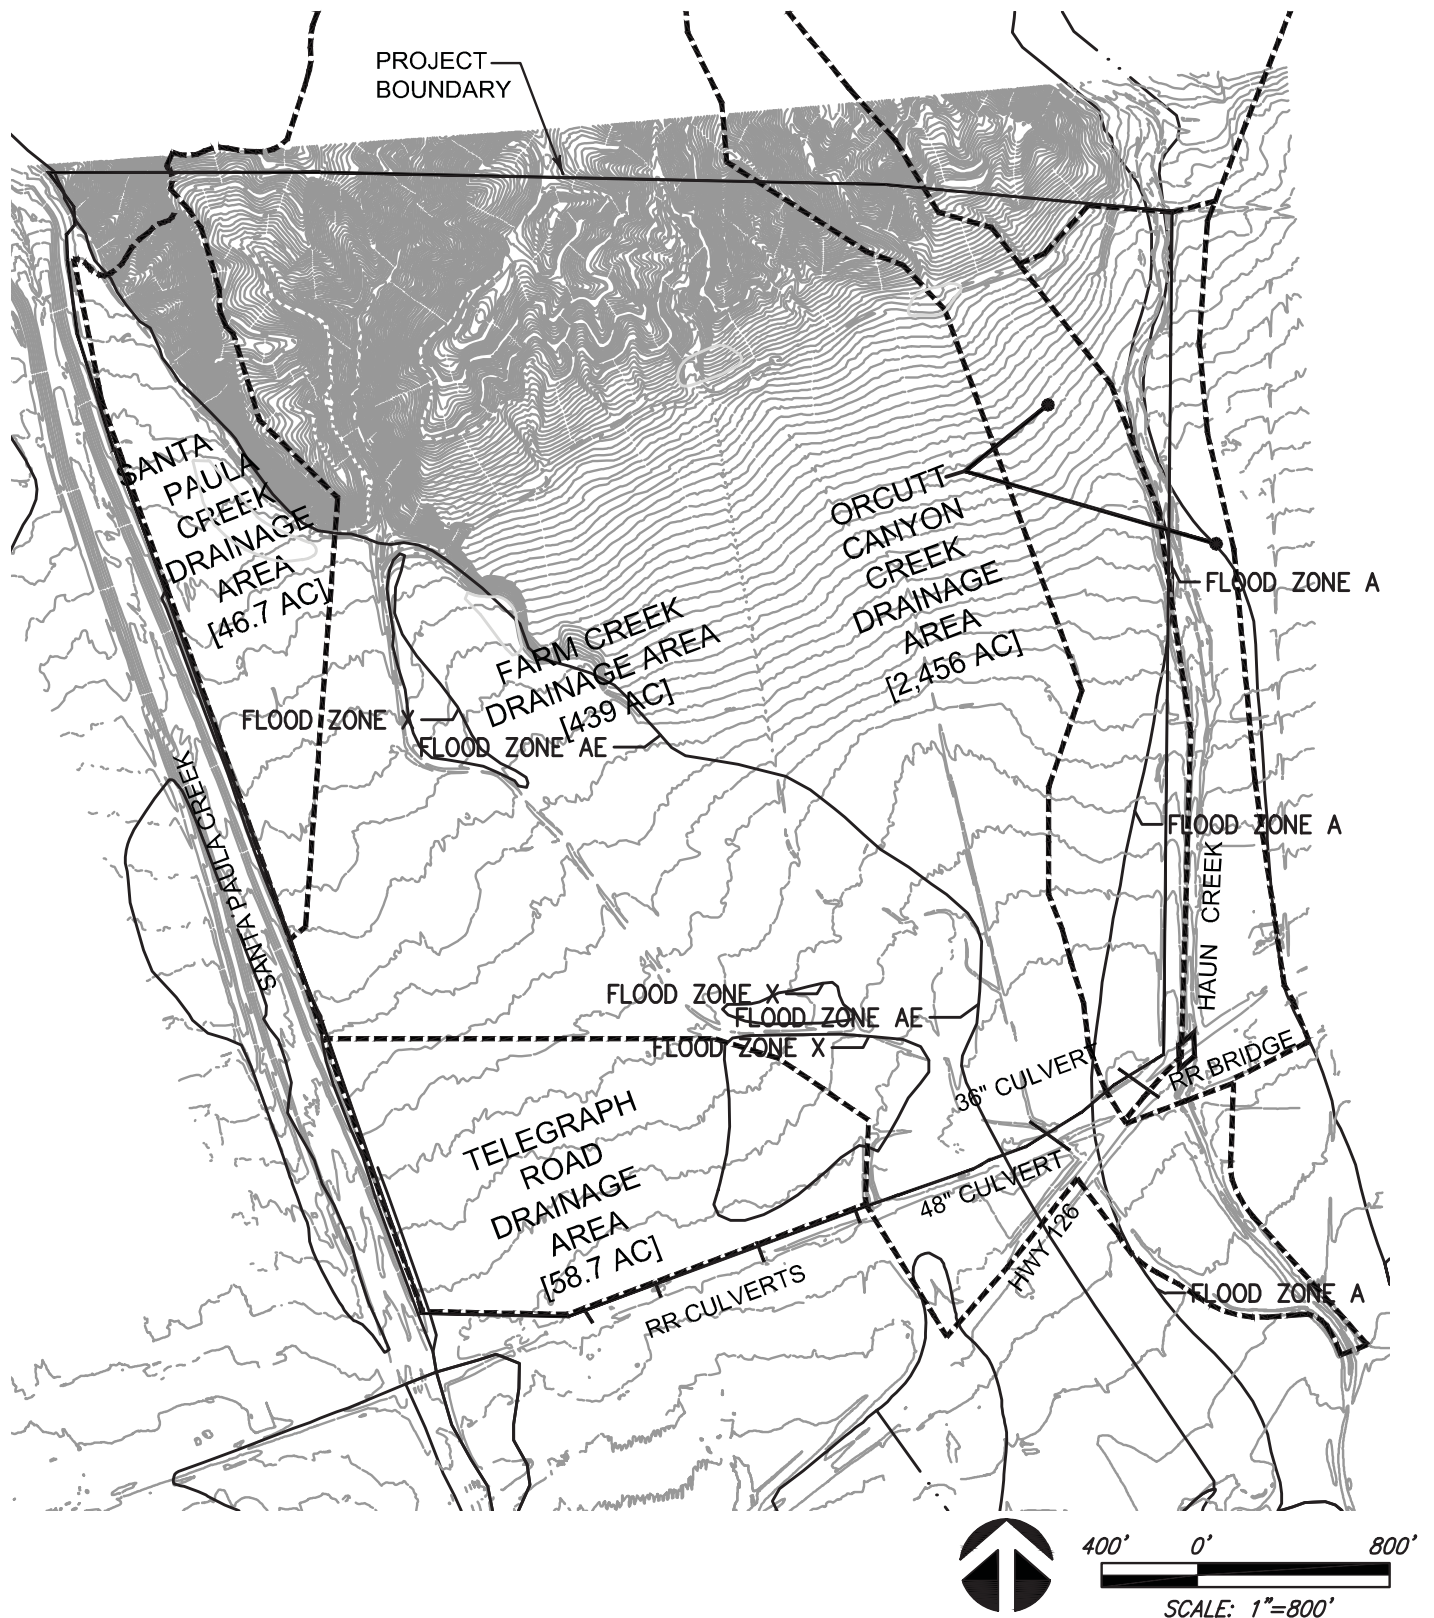 PROJECT
BOUNDARY
SANTA
PAULA
CREEK
DRAINAGE
AREA
[46.7 AC]
ORCUTT
CANYON
CREEK
DRAINAGE
AREA
[2,456 AC]
FLOOD ZONE A
FARM CREEK
DRAINAGE AREA
[439 AC]
FLOOD ZONE X
FLOOD ZONE AE
SANTA PAULA CREEK
FLOOD ZONE A
HAUN CREEK
FLOOD ZONE X
FLOOD ZONE AE
FLOOD ZONE X
36" CULVERT
RR BRIDGE
TELEGRAPH
ROAD
DRAINAGE
AREA
[58.7 AC]
48" CULVERT
HWY 126
RR CULVERTS
FLOOD ZONE A
400' 0' 800'
SCALE: 1"=800'